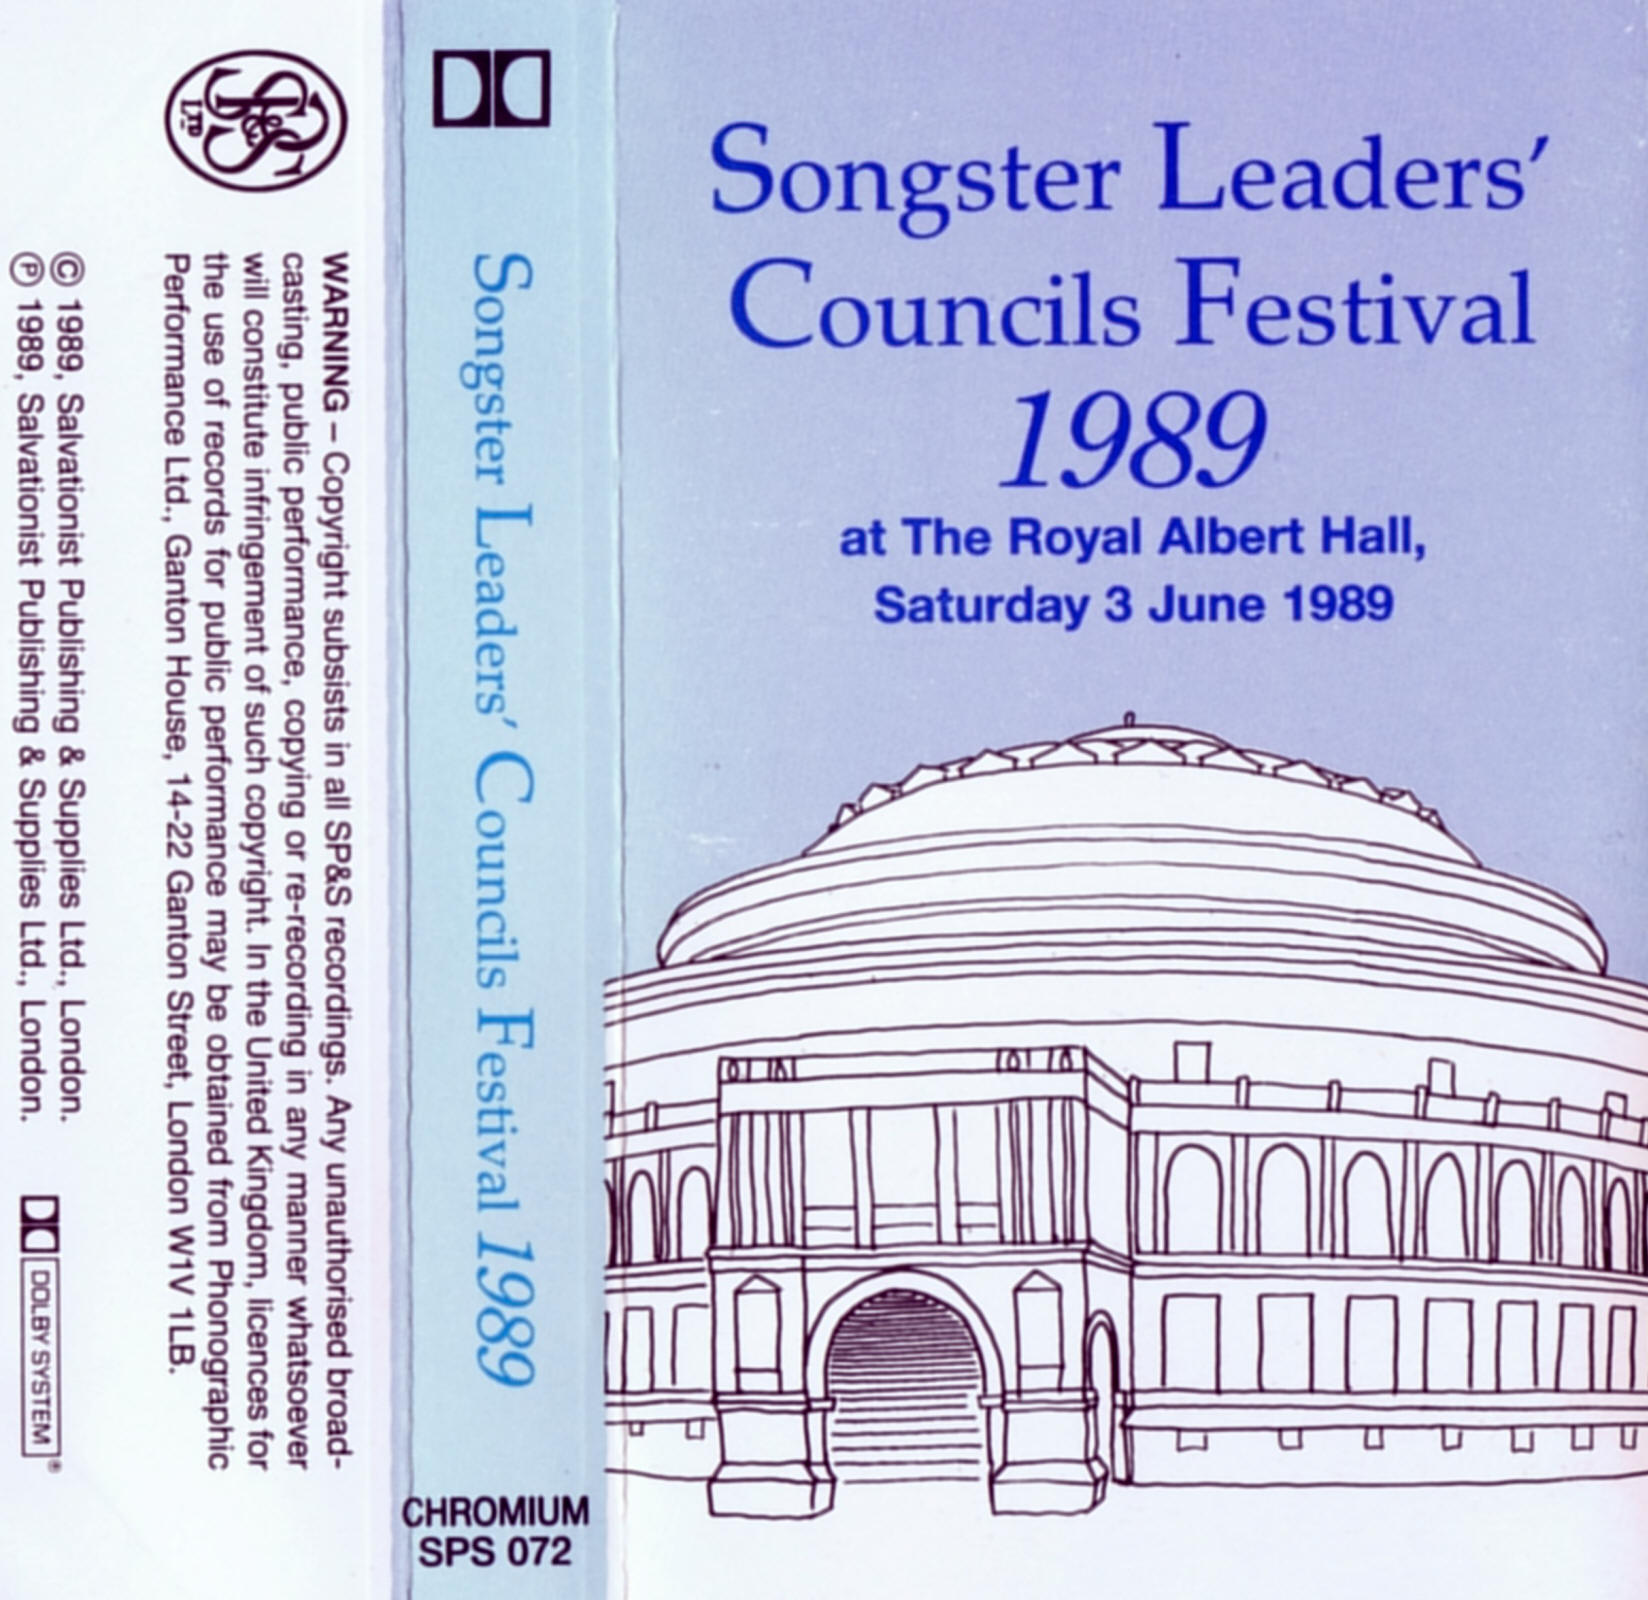 Songster Leaders'
Councils Festival
1989
at The Royal Albert Hall,
Saturday 3 June 1989
Songster Leaders' Councils Festival 1989
CHROMIUM
SPS 072
SP&S
LTD
WARNING – Copyright subsists in all SP&S recordings. Any unauthorised broad-
casting, public performance, copying or re-recording in any manner whatsoever
will constitute infringement of such copyright. In the United Kingdom, licences for
the use of records for public performance may be obtained from Phonographic
Performance Ltd., Ganton House, 14-22 Ganton Street, London W1V 1LB.
© 1989, Salvationist Publishing & Supplies Ltd., London.
℗ 1989, Salvationist Publishing & Supplies Ltd., London.
DOLBY SYSTEM®